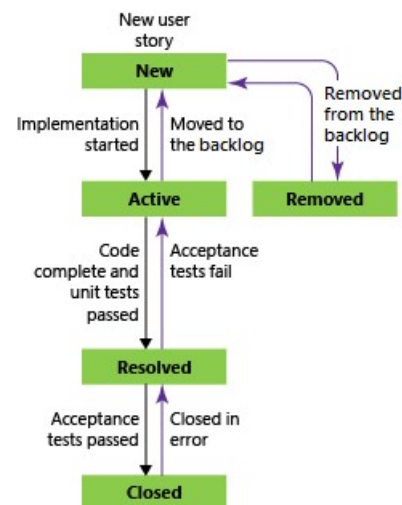 New user
story
New
Implementation
started
Moved to
the backlog
Removed
from the
backlog
Active
Removed
Code
complete and
unit tests
passed
Acceptance
tests fail
Resolved
Acceptance
tests passed
Closed in
error
Closed